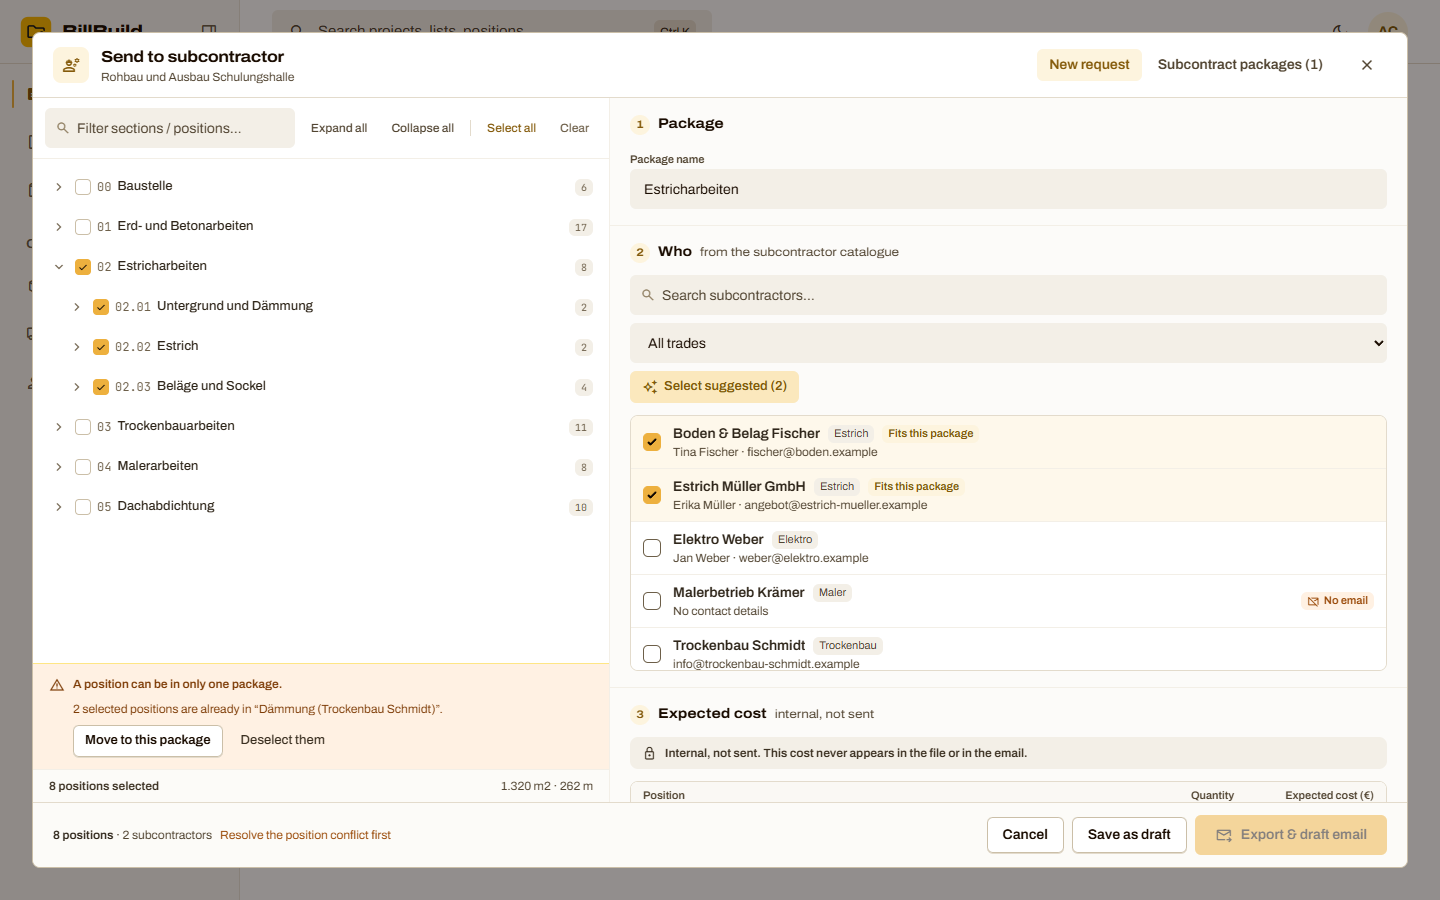 BillBuild
Search projects, lists, positions
Ctrl K
AC
Send to subcontractor
Rohbau und Ausbau Schulungshalle
New request
Subcontract packages (1)
Filter sections / positions...
Expand all
Collapse all
Select all
Clear
00 Baustelle 6
01 Erd- und Betonarbeiten 17
02 Estricharbeiten 8
02.01 Untergrund und Dämmung 2
02.02 Estrich 2
02.03 Beläge und Sockel 4
03 Trockenbauarbeiten 11
04 Malerarbeiten 8
05 Dachabdichtung 10
A position can be in only one package.
2 selected positions are already in “Dämmung (Trockenbau Schmidt)”.
Move to this package
Deselect them
8 positions selected
1.320 m2 · 262 m
1 Package
Package name
Estricharbeiten
2 Who from the subcontractor catalogue
Search subcontractors...
All trades
Select suggested (2)
Boden & Belag Fischer Estrich Fits this package
Tina Fischer · fischer@boden.example
Estrich Müller GmbH Estrich Fits this package
Erika Müller · angebot@estrich-mueller.example
Elektro Weber Elektro
Jan Weber · weber@elektro.example
Malerbetrieb Krämer Maler
No contact details
No email
Trockenbau Schmidt Trockenbau
info@trockenbau-schmidt.example
3 Expected cost internal, not sent
Internal, not sent. This cost never appears in the file or in the email.
Position Quantity Expected cost (€)
8 positions · 2 subcontractors Resolve the position conflict first
Cancel
Save as draft
Export & draft email